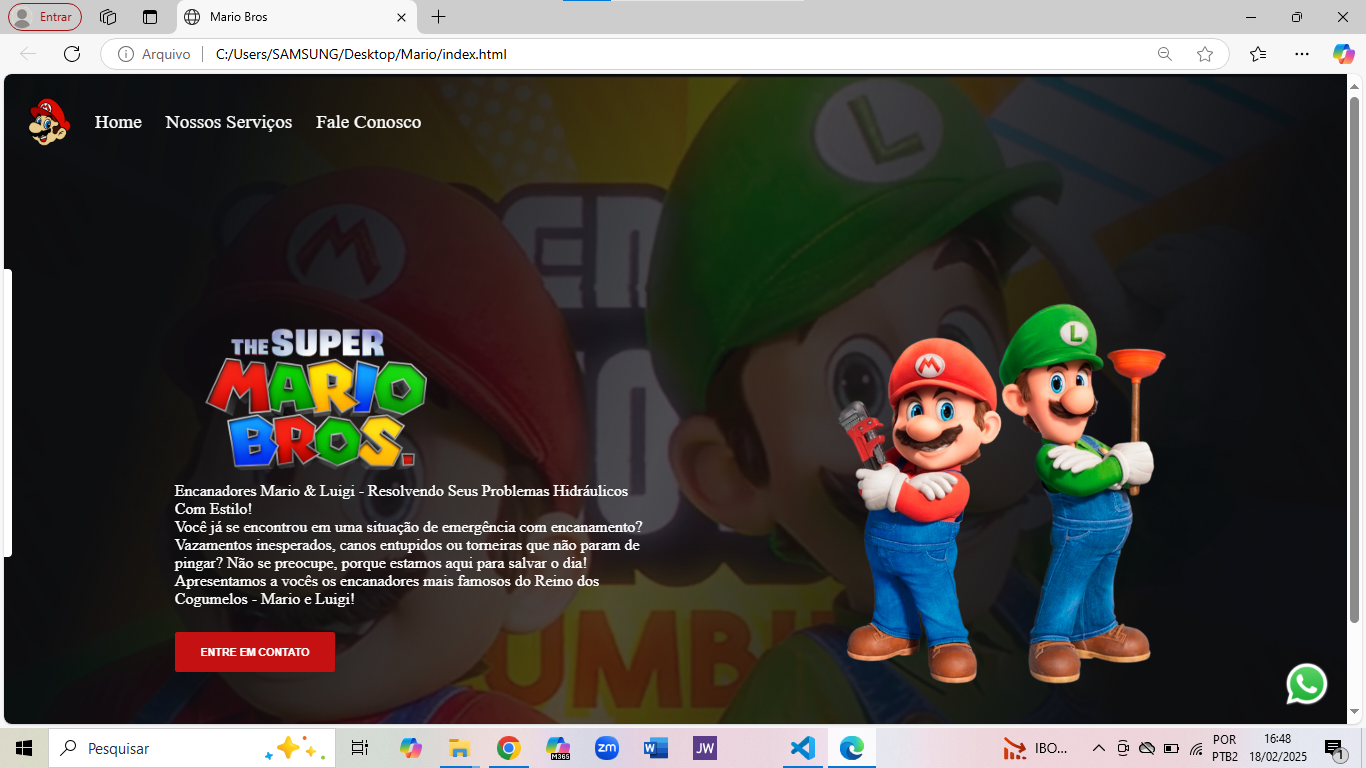 Entrar
Mario Bros
Arquivo
C:/Users/SAMSUNG/Desktop/Mario/index.html
Home
Nossos Serviços
Fale Conosco
M
L
THE SUPER
MARIO
BROS.
M
L
Encanadores Mario & Luigi - Resolvendo Seus Problemas Hidráulicos
Com Estilo!
Você já se encontrou em uma situação de emergência com encanamento?
Vazamentos inesperados, canos entupidos ou torneiras que não param de
pingar? Não se preocupe, porque estamos aqui para salvar o dia!
Apresentamos a vocês os encanadores mais famosos do Reino dos
Cogumelos - Mario e Luigi!
ENTRE EM CONTATO
Pesquisar
M365
zm
W
JW
IBO...
POR
PTB2
16:48
18/02/2025
1